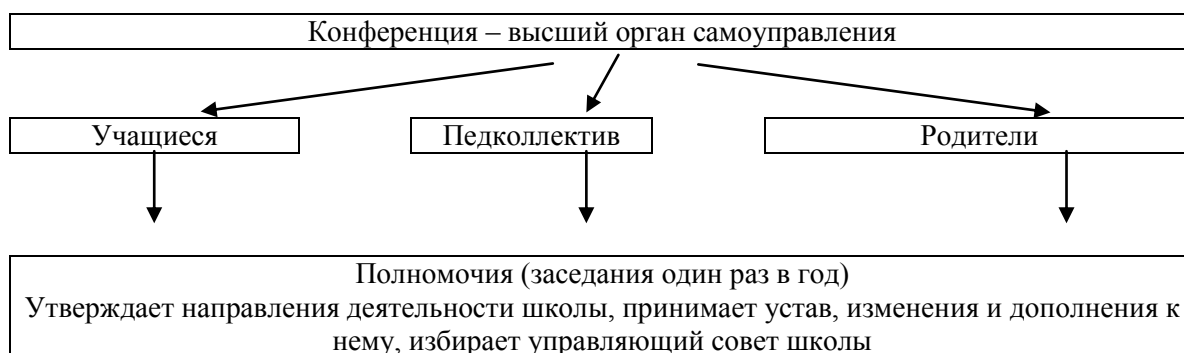 Конференция – высший орган самоуправления
Учащиеся
Педколлектив
Родители
Полномочия (заседания один раз в год)
Утверждает направления деятельности школы, принимает устав, изменения и дополнения к
нему, избирает управляющий совет школы